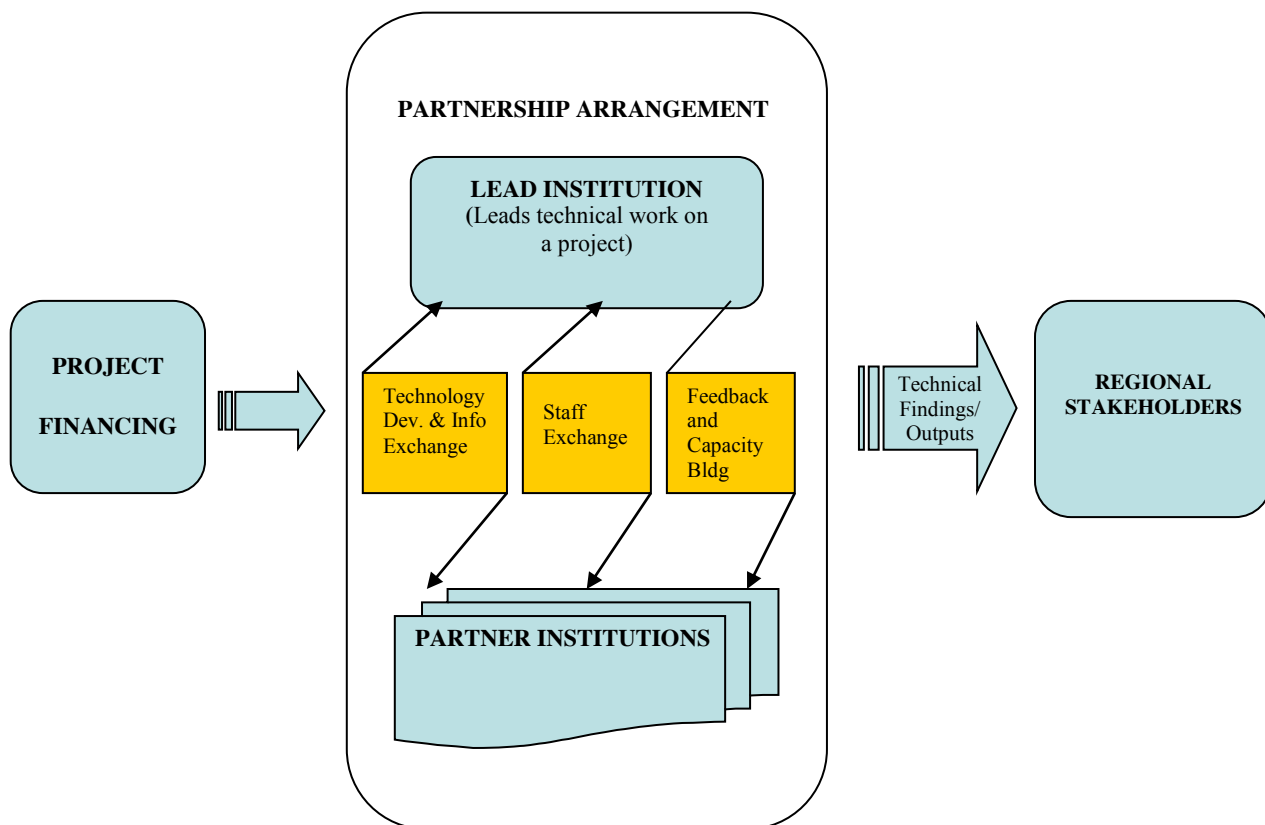 PARTNERSHIP ARRANGEMENT
LEAD INSTITUTION
(Leads technical work on
a project)
PROJECT
FINANCING
Technology
Dev. & Info
Exchange
Staff
Exchange
Feedback
and
Capacity
Bldg
Technical
Findings/
Outputs
REGIONAL
STAKEHOLDERS
PARTNER INSTITUTIONS